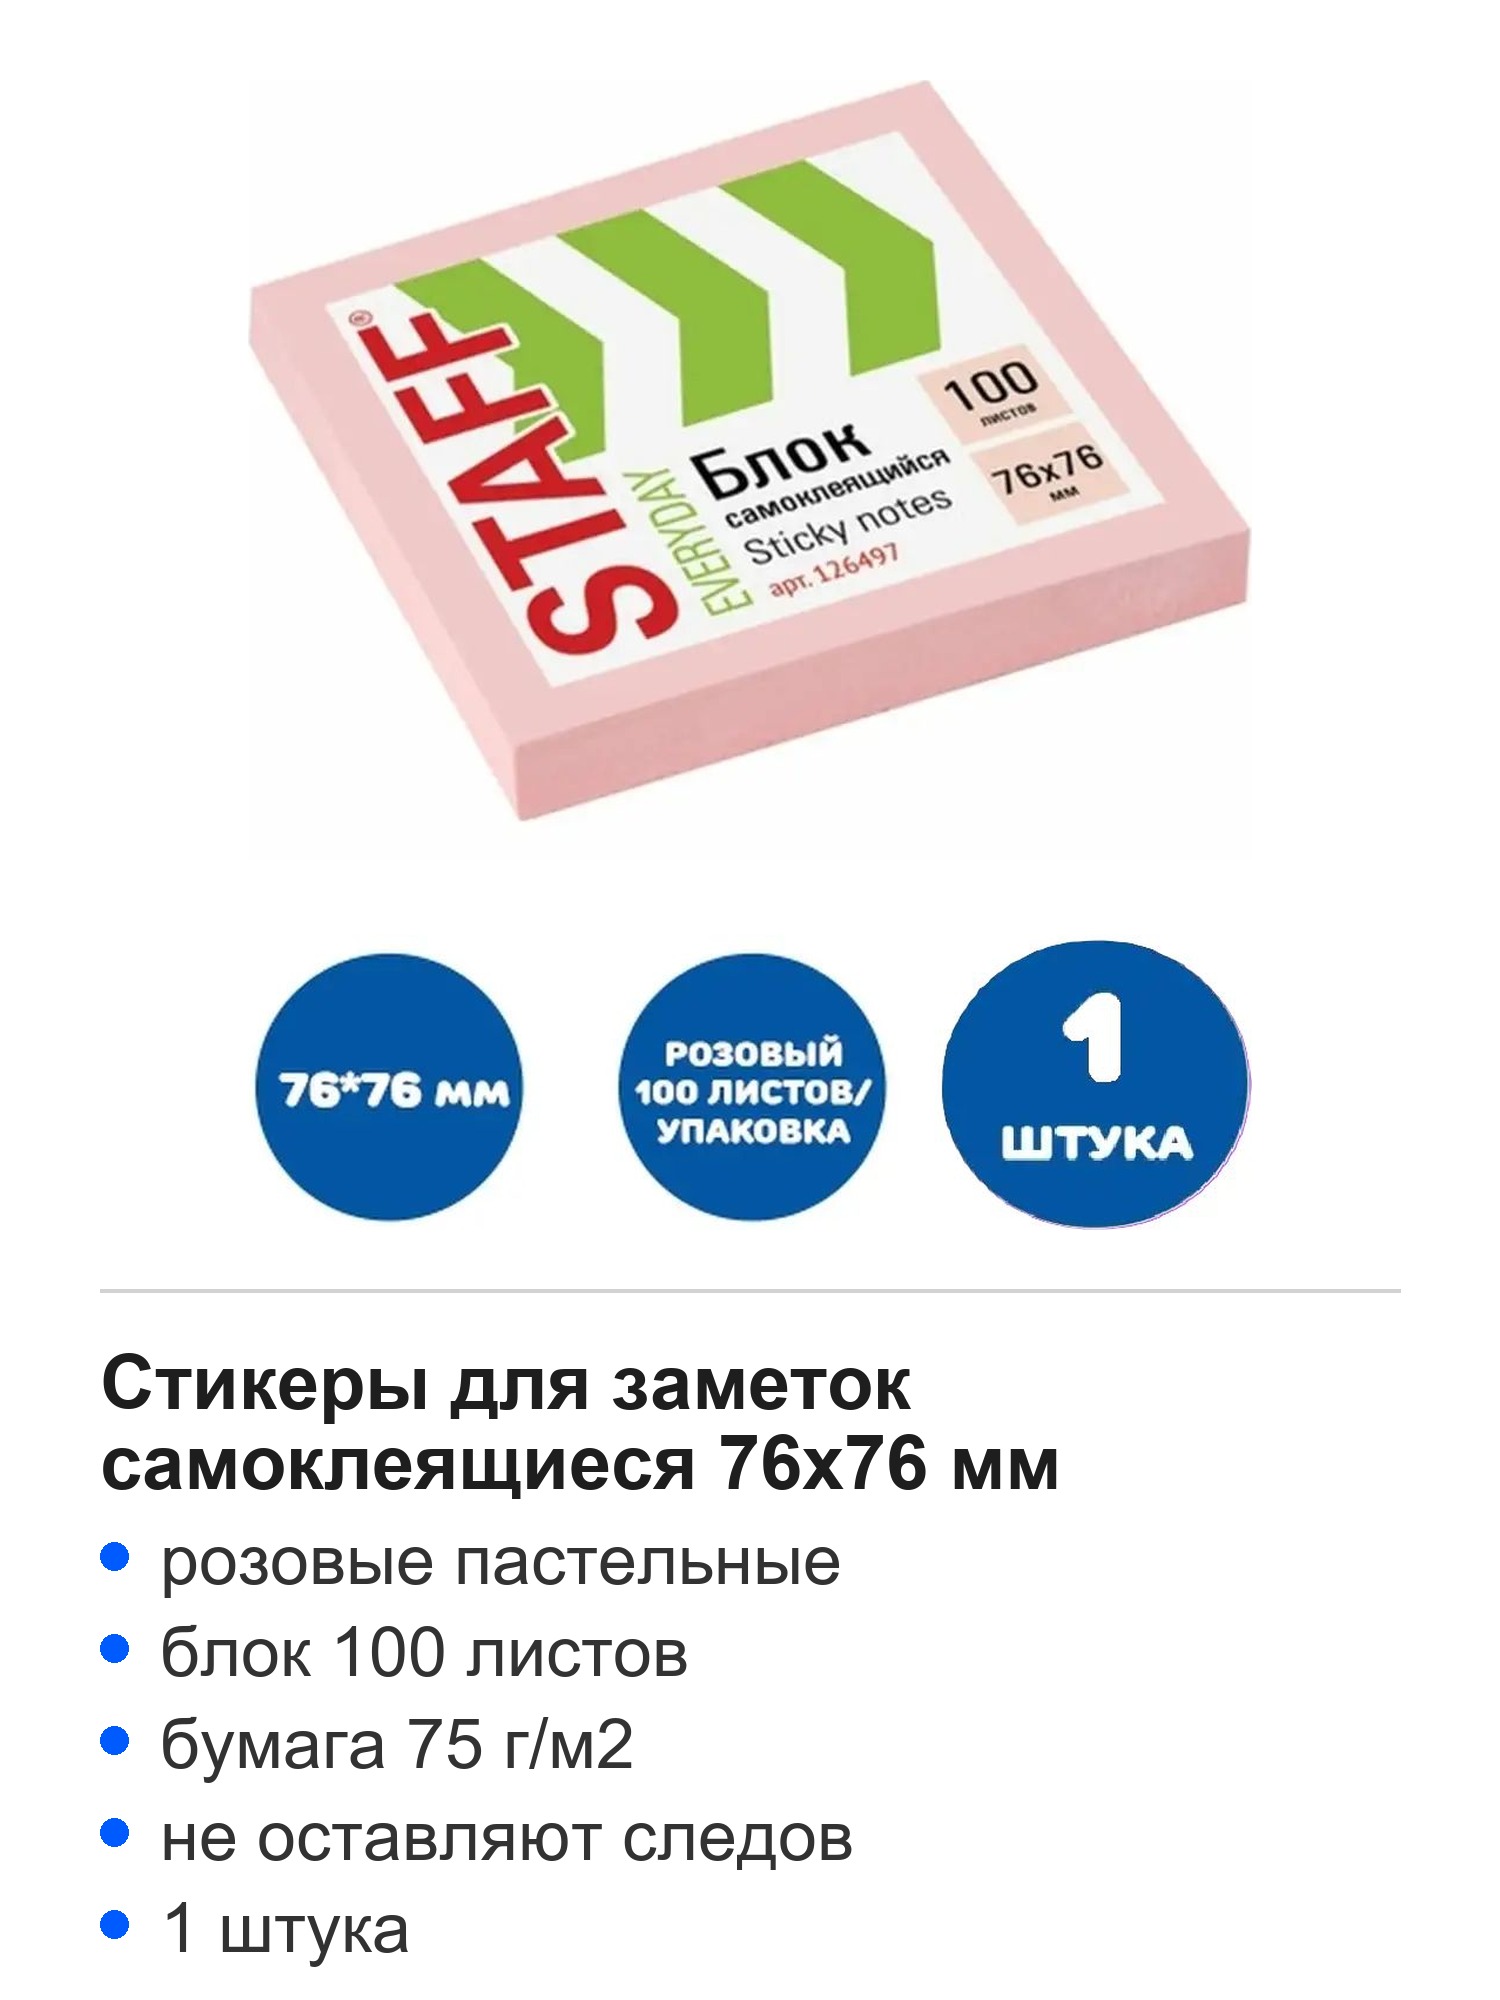 STAFF®
EVERYDAY
Блок
самоклеящийся
Sticky notes
арт. 126497
100
листов
76x76
мм
76*76 мм
РОЗОВЫЙ
100 ЛИСТОВ/
УПАКОВКА
1
ШТУКА
Стикеры для заметок
самоклеящиеся 76x76 мм
розовые пастельные
блок 100 листов
бумага 75 г/м2
не оставляют следов
1 штука